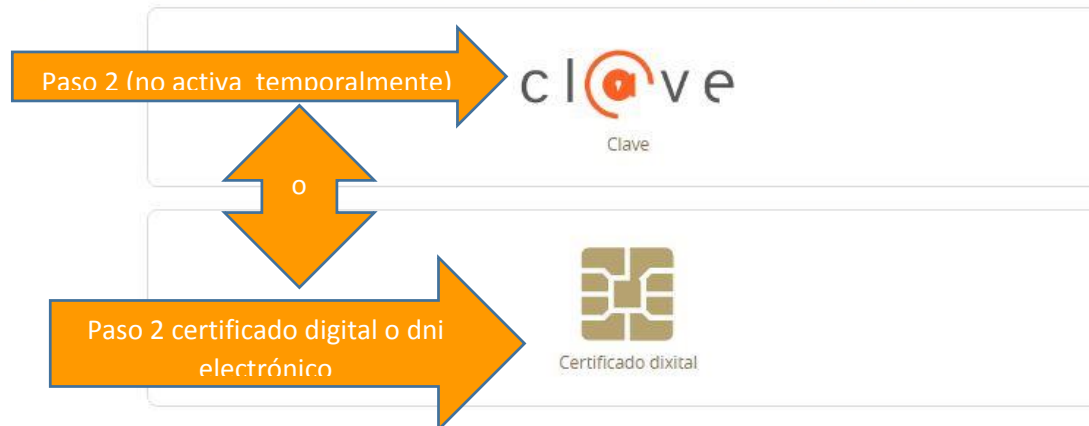 Paso 2 (no activa temporalmente)
cl@ve
Clave
o
Paso 2 certificado digital o dni
electrónico
Certificado dixital